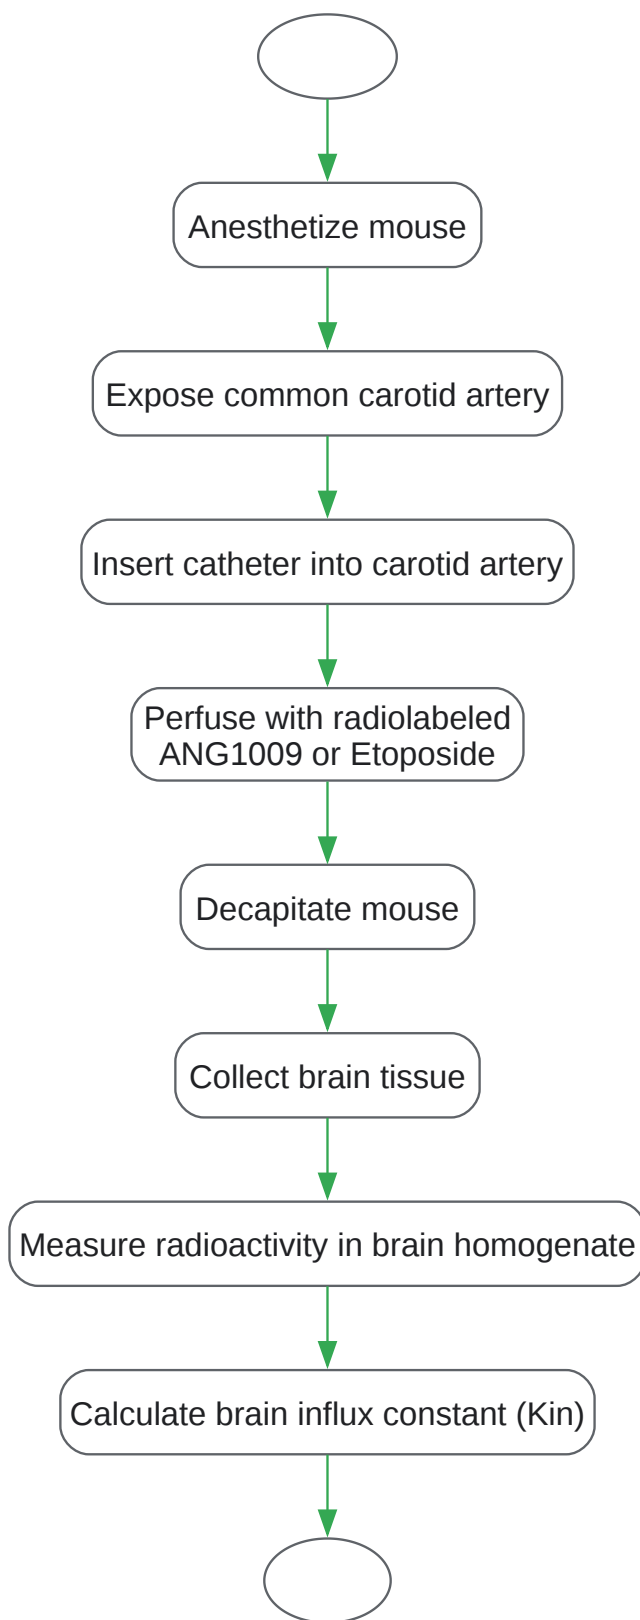 Anesthetize mouse
Expose common carotid artery
Insert catheter into carotid artery
Perfuse with radiolabeled
ANG1009 or Etoposide
Decapitate mouse
Collect brain tissue
Measure radioactivity in brain homogenate
Calculate brain influx constant (Kin)